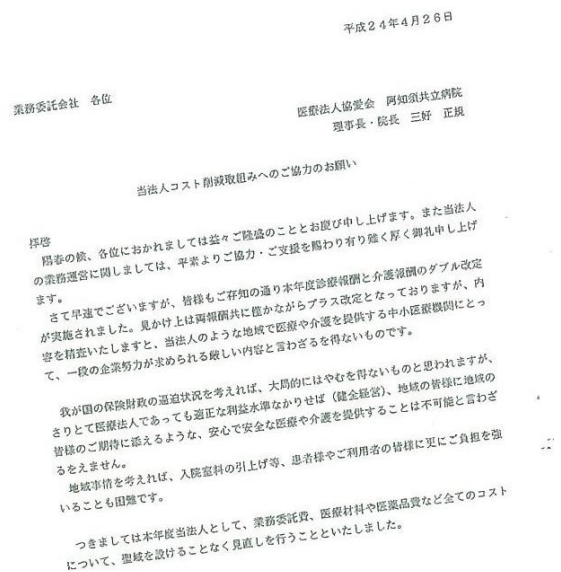 平成24年4月26日
業務委託会社　各位
医療法人協愛会　阿知須共立病院
理事長・院長　三好　正規
当法人コスト削減取組みへのご協力のお願い
拝啓
　陽春の候、各位におかれましては益々ご隆盛のこととお慶び申し上げます。また当法人
の業務運営に関しましては、平素よりご協力・ご支援を賜わり有り難く厚く御礼申し上げ
ます。
　さて早速でございますが、皆様もご存知の通り本年度診療報酬と介護報酬のダブル改定
が実施されました。見かけ上は両報酬共に僅かながらプラス改定となっておりますが、内
容を精査いたしますと、当法人のような地域で医療や介護を提供する中小医療機関にとっ
て、一段の企業努力が求められる厳しい内容と言わざるを得ないものです。
　我が国の保険財政の逼迫状況を考えれば、大局的にはやむを得ないものと思われますが、
さりとて医療法人であっても適正な利益水準なかりせば（健全経営）、地域の皆様に地域の
皆様のご期待に添えるような、安心で安全な医療や介護を提供することは不可能と言わざ
るをえません。
　地域事情を考えれば、入院室料の引上げ等、患者様やご利用者の皆様に更にご負担を強
いることも困難です。
　つきましては本年度当法人として、業務委託費、医療材料や医薬品費など全てのコスト
について、聖域を設けることなく見直しを行うことといたしました。